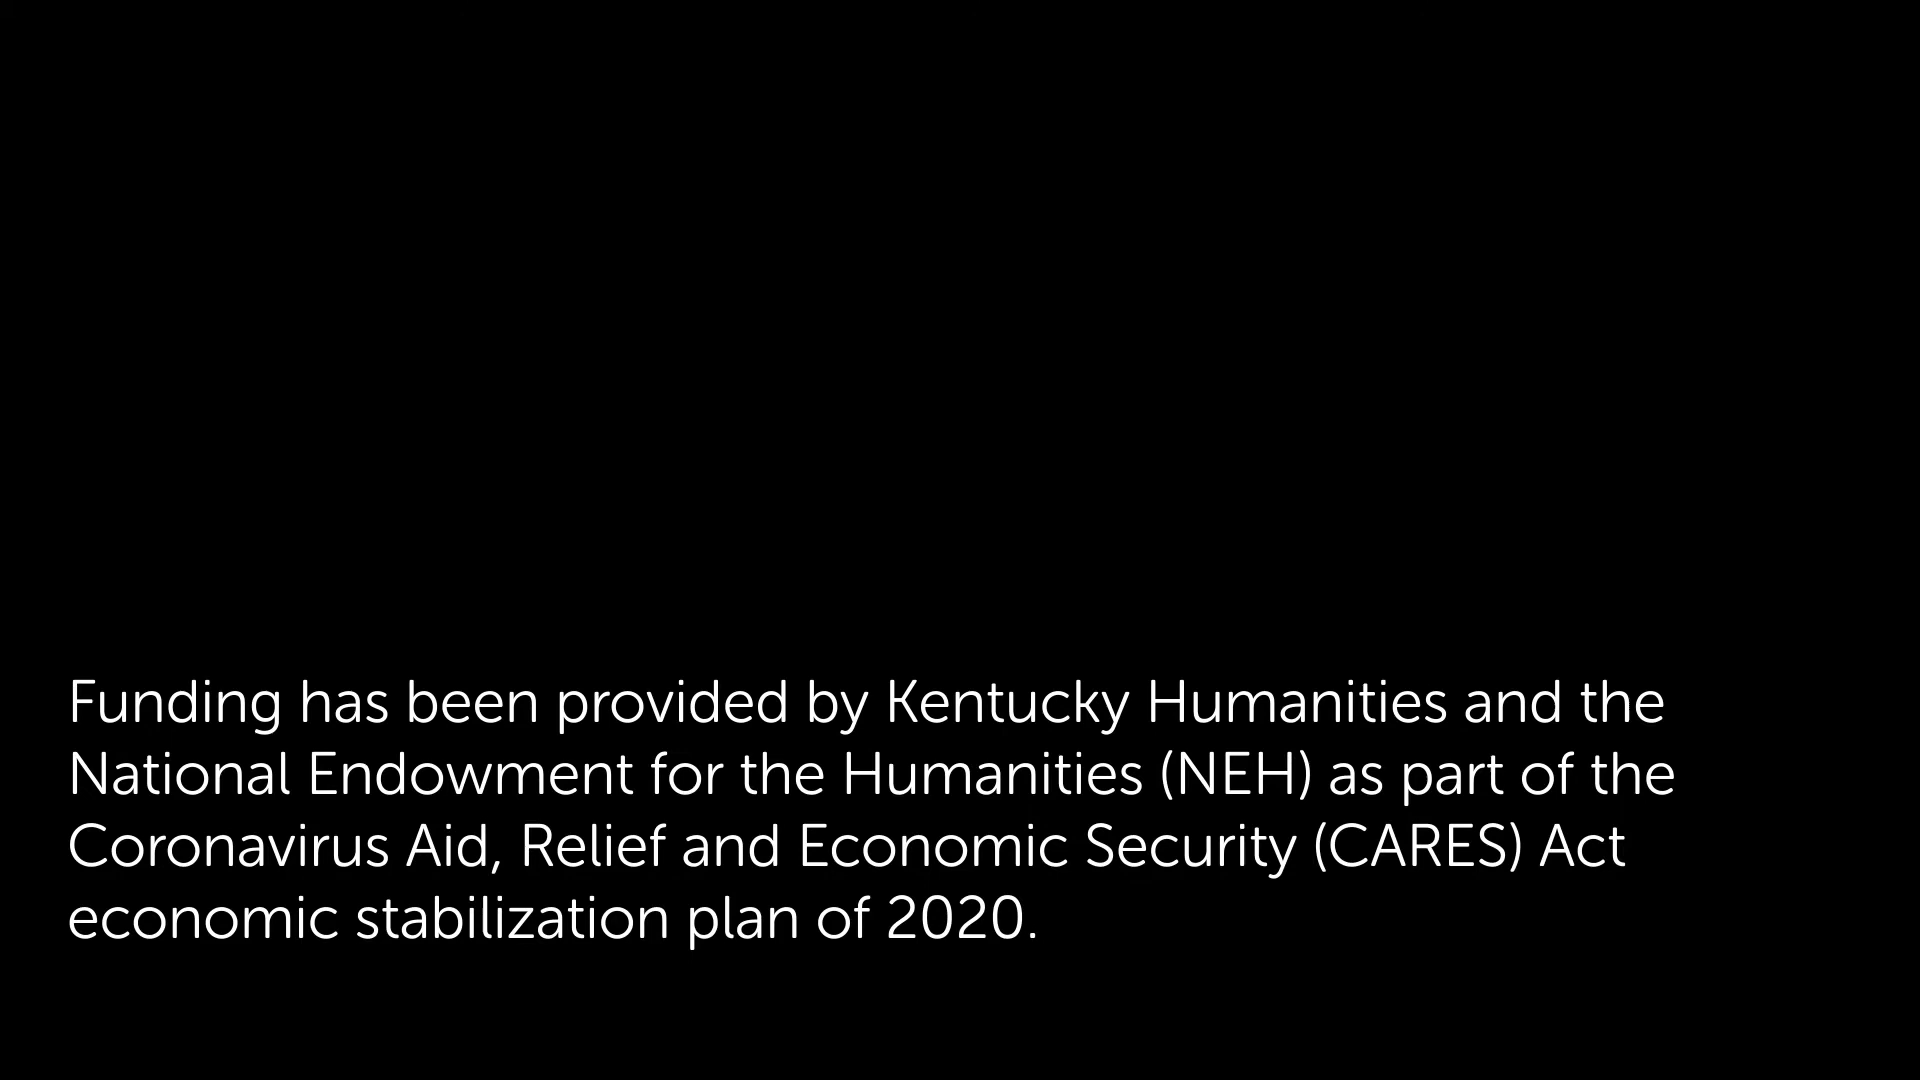 Funding has been provided by Kentucky Humanities and the
National Endowment for the Humanities (NEH) as part of the
Coronavirus Aid, Relief and Economic Security (CARES) Act
economic stabilization plan of 2020.